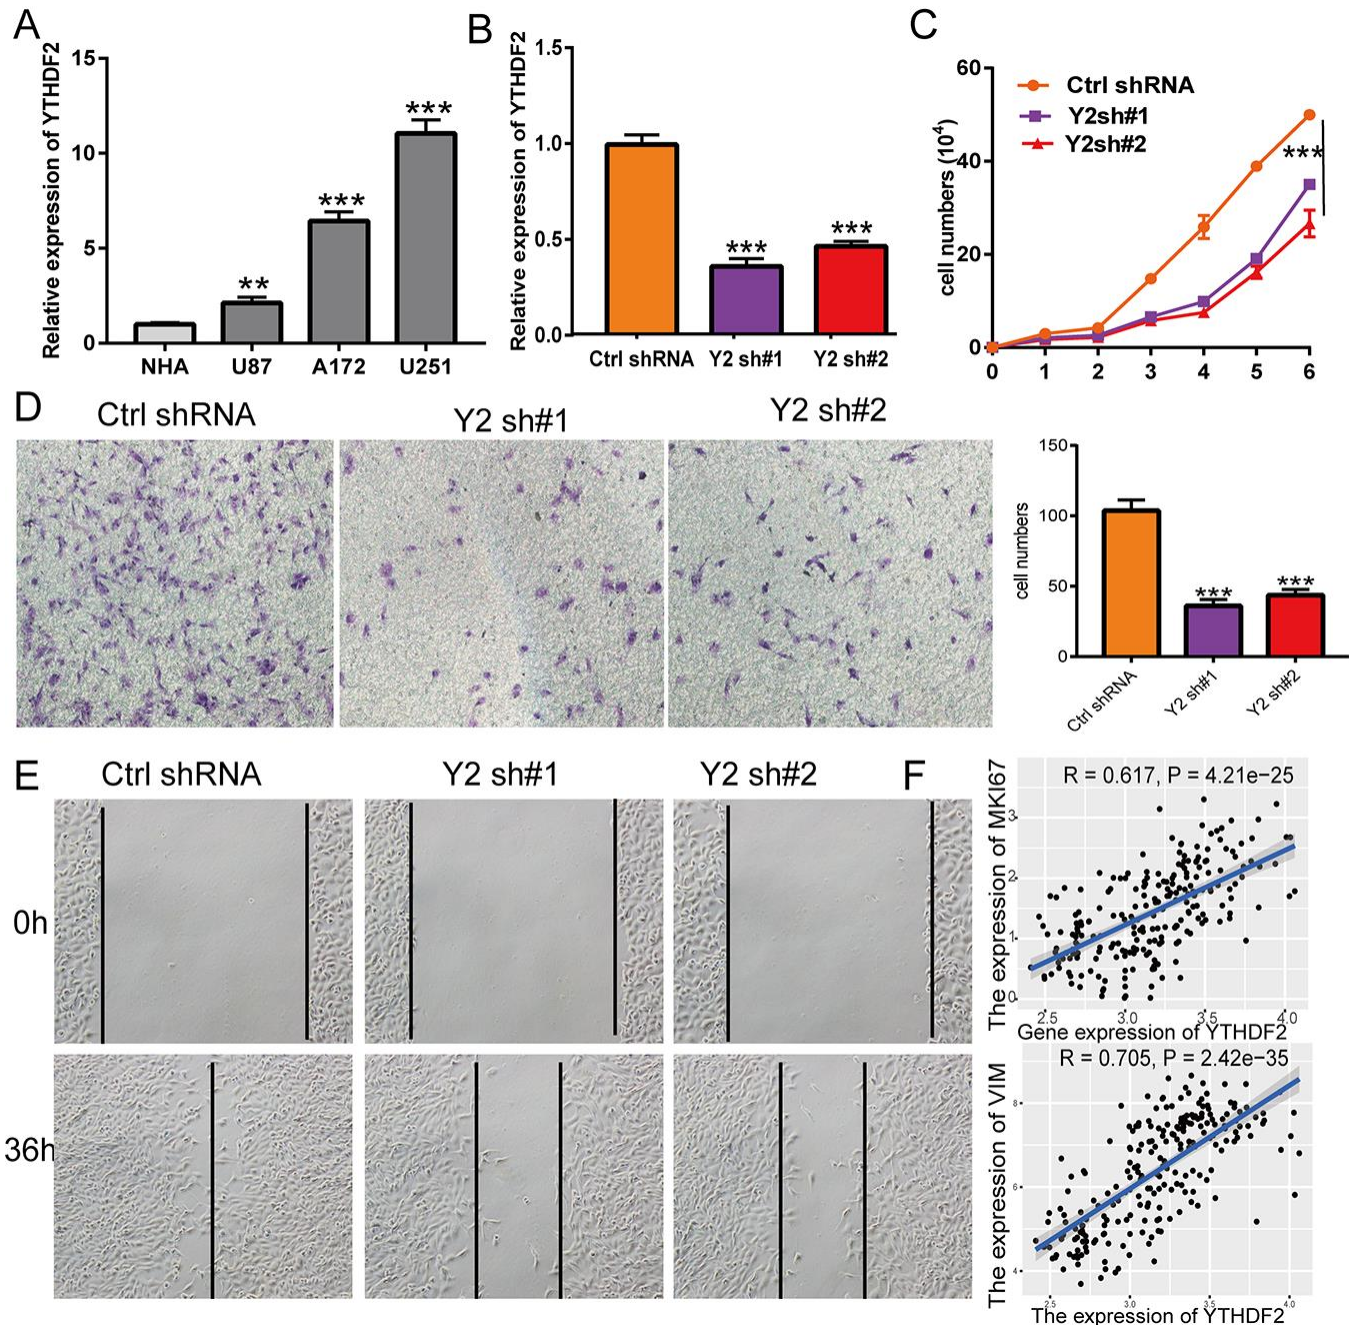 A
Relative expression of YTHDF2
15
10
5
0
**
***
***
NHA U87 A172 U251
B
Relative expression of YTHDF2
1.5
1.0
0.5
0.0
***
***
Ctrl shRNA Y2 sh#1 Y2 sh#2
C
cell numbers (10⁴)
60
40
20
0
Ctrl shRNA
Y2sh#1
Y2sh#2
***
0 1 2 3 4 5 6
D
Ctrl shRNA Y2 sh#1 Y2 sh#2
cell numbers
150
100
50
0
***
***
Ctrl shRNA Y2 sh#1 Y2 sh#2
E
Ctrl shRNA Y2 sh#1 Y2 sh#2
0h
36h
F
R = 0.617, P = 4.21e−25
The expression of MKI67
3
2
1
0
2.5 3.0 3.5 4.0
Gene expression of YTHDF2
R = 0.705, P = 2.42e−35
The expression of VIM
8
6
4
2.5 3.0 3.5 4.0
The expression of YTHDF2